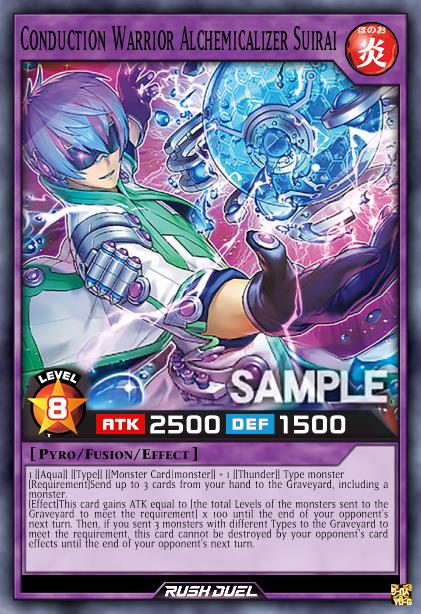 Conduction Warrior Alchemicalizer Suirai
ほのお
炎
SAMPLE
LEVEL
8
ATK 2500 DEF 1500
[ Pyro/Fusion/Effect ]
1 [[Aqua]] [[Type]] [[Monster Card|monster]] + 1 [[Thunder]] Type monster
[Requirement]Send up to 3 cards from your hand to the Graveyard, including a
monster.
[Effect]This card gains ATK equal to [the total Levels of the monsters sent to the
Graveyard to meet the requirement] x 100 until the end of your opponent's
next turn. Then, if you sent 3 monsters with different Types to the Graveyard to
meet the requirement, this card cannot be destroyed by your opponent's card
effects until the end of your opponent's next turn.
RUSH DUEL